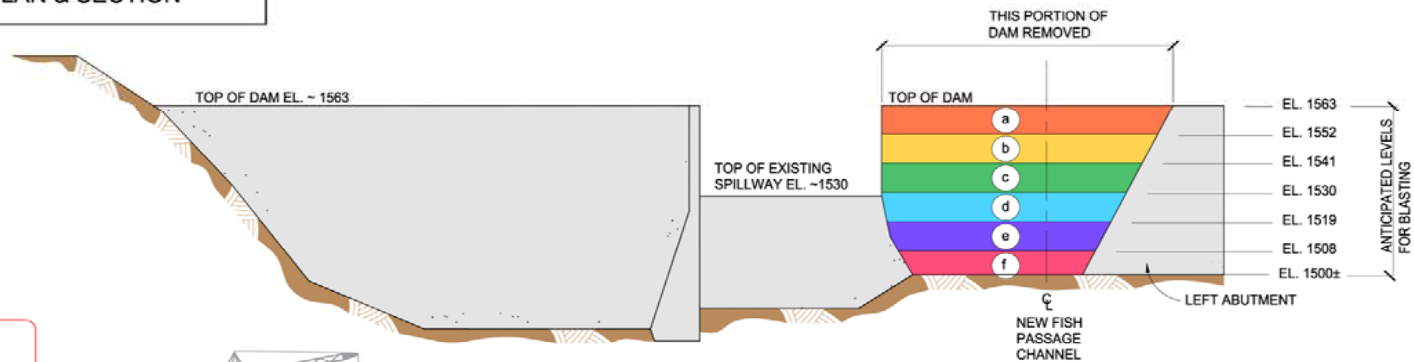 LAN & SECTION
THIS PORTION OF
DAM REMOVED
TOP OF DAM EL. ~ 1563
TOP OF DAM
EL. 1563
a
EL. 1552
b
EL. 1541
TOP OF EXISTING
SPILLWAY EL. ~1530
c
EL. 1530
d
EL. 1519
e
EL. 1508
f
EL. 1500±
ANTICIPATED LEVELS
FOR BLASTING
LEFT ABUTMENT
℄
NEW FISH
PASSAGE
CHANNEL